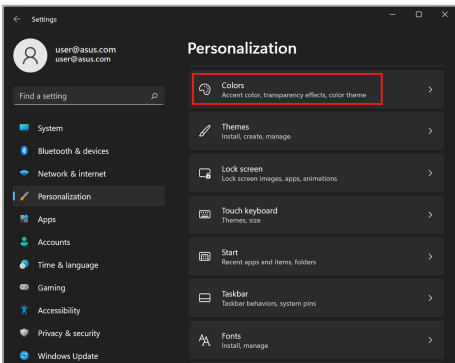 Settings
user@asus.com
user@asus.com
Find a setting
System
Bluetooth & devices
Network & internet
Personalization
Apps
Accounts
Time & language
Gaming
Accessibility
Privacy & security
Windows Update
Personalization
Colors
Accent color, transparency effects, color theme
Themes
Install, create, manage
Lock screen
Lock screen images, apps, animations
Touch keyboard
Themes, size
Start
Recent apps and items, folders
Taskbar
Taskbar behaviors, system pins
Fonts
Install, manage